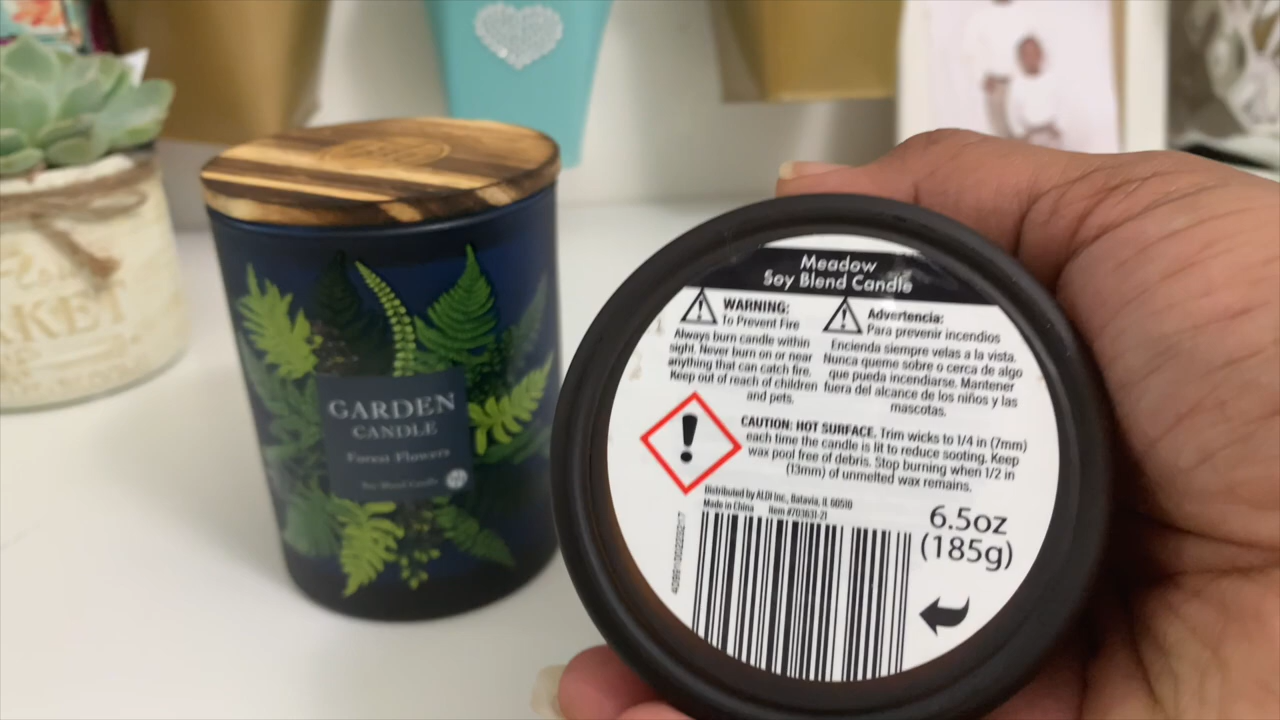 GARDEN
CANDLE
Forest Flowers
Soy Blend Candle
Meadow
Soy Blend Candle
WARNING:
To Prevent Fire
Always burn candle within
sight. Never burn on or near
anything that can catch fire.
Keep out of reach of children
and pets.
Advertencia:
Para prevenir incendios
Encienda siempre velas a la vista.
Nunca queme sobre o cerca de algo
que pueda incendiarse. Mantener
fuera del alcance de los niños y las
mascotas.
CAUTION: HOT SURFACE. Trim wicks to 1/4 in (7mm)
each time the candle is lit to reduce sooting. Keep
wax pool free of debris. Stop burning when 1/2 in
(13mm) of unmelted wax remains.
Distributed by ALDI Inc., Batavia, IL 60510
Made in China Item #703631-21
6.5oz
(185g)